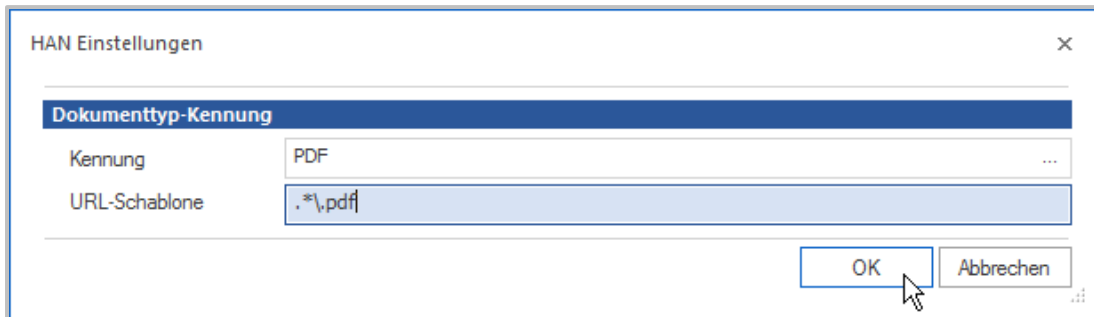 HAN Einstellungen
Dokumenttyp-Kennung
Kennung PDF ...
URL-Schablone .*\.pdf
OK Abbrechen